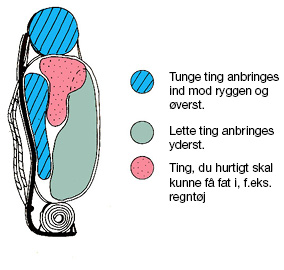 Tunge ting anbringes
ind mod ryggen og
øverst.
Lette ting anbringes
yderst.
Ting, du hurtigt skal
kunne få fat i, f.eks.
regntøj